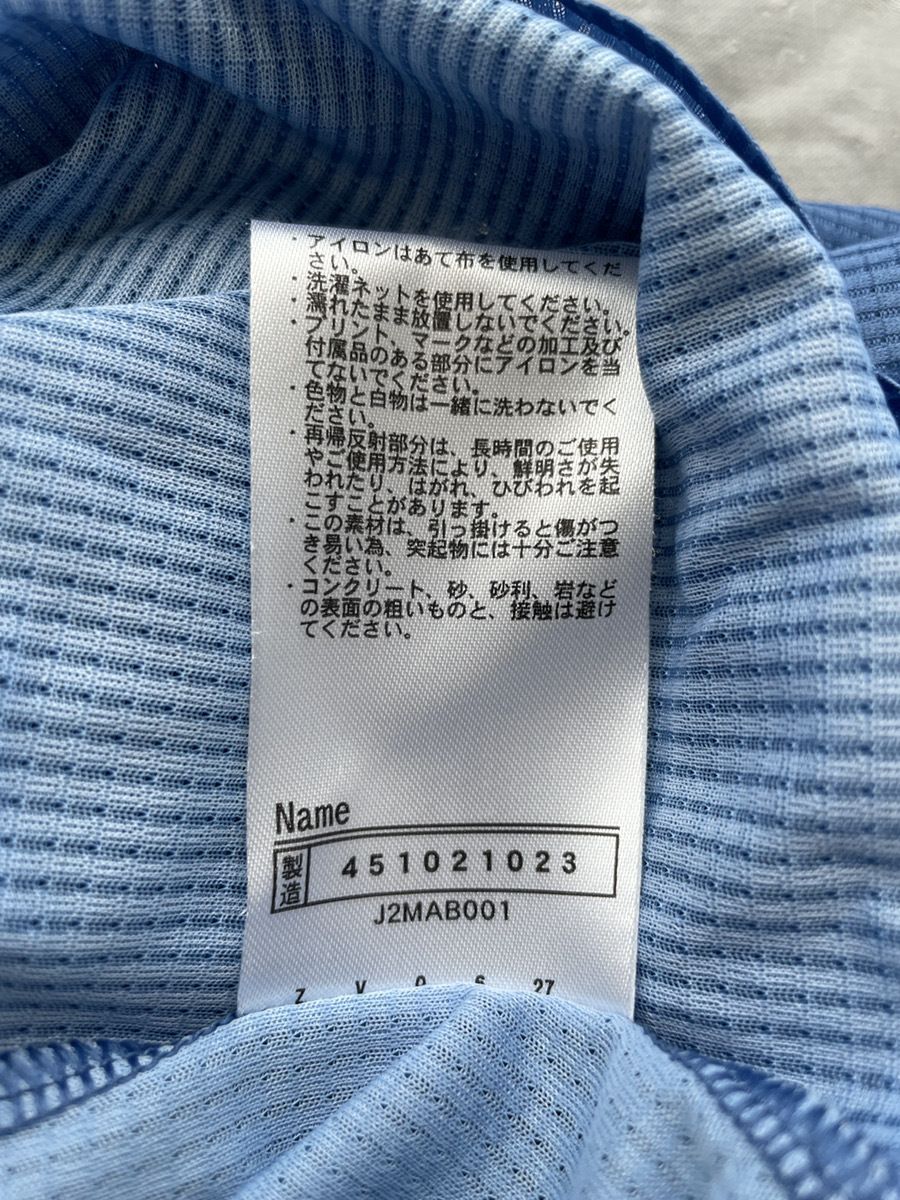 ・アイロンはあて布を使用してくだ
さい。
・洗濯ネットを使用してください。
・濡れたまま放置しないでください。
・プリント、マークなどの加工及び
付属品のある部分にアイロンを当
てないでください。
・色物と白物は一緒に洗わないでく
ださい。
・再帰反射部分は、長時間のご使用
やご使用方法により、鮮明さが失
われたり、はがれ、ひびわれを起
こすことがあります。
・この素材は、引っ掛けると傷がつ
き易い為、突起物には十分ご注意
ください。
・コンクリート、砂、砂利、岩など
の表面の粗いものと、接触は避け
てください。
Name
製造 451021023
J2MAB001
27